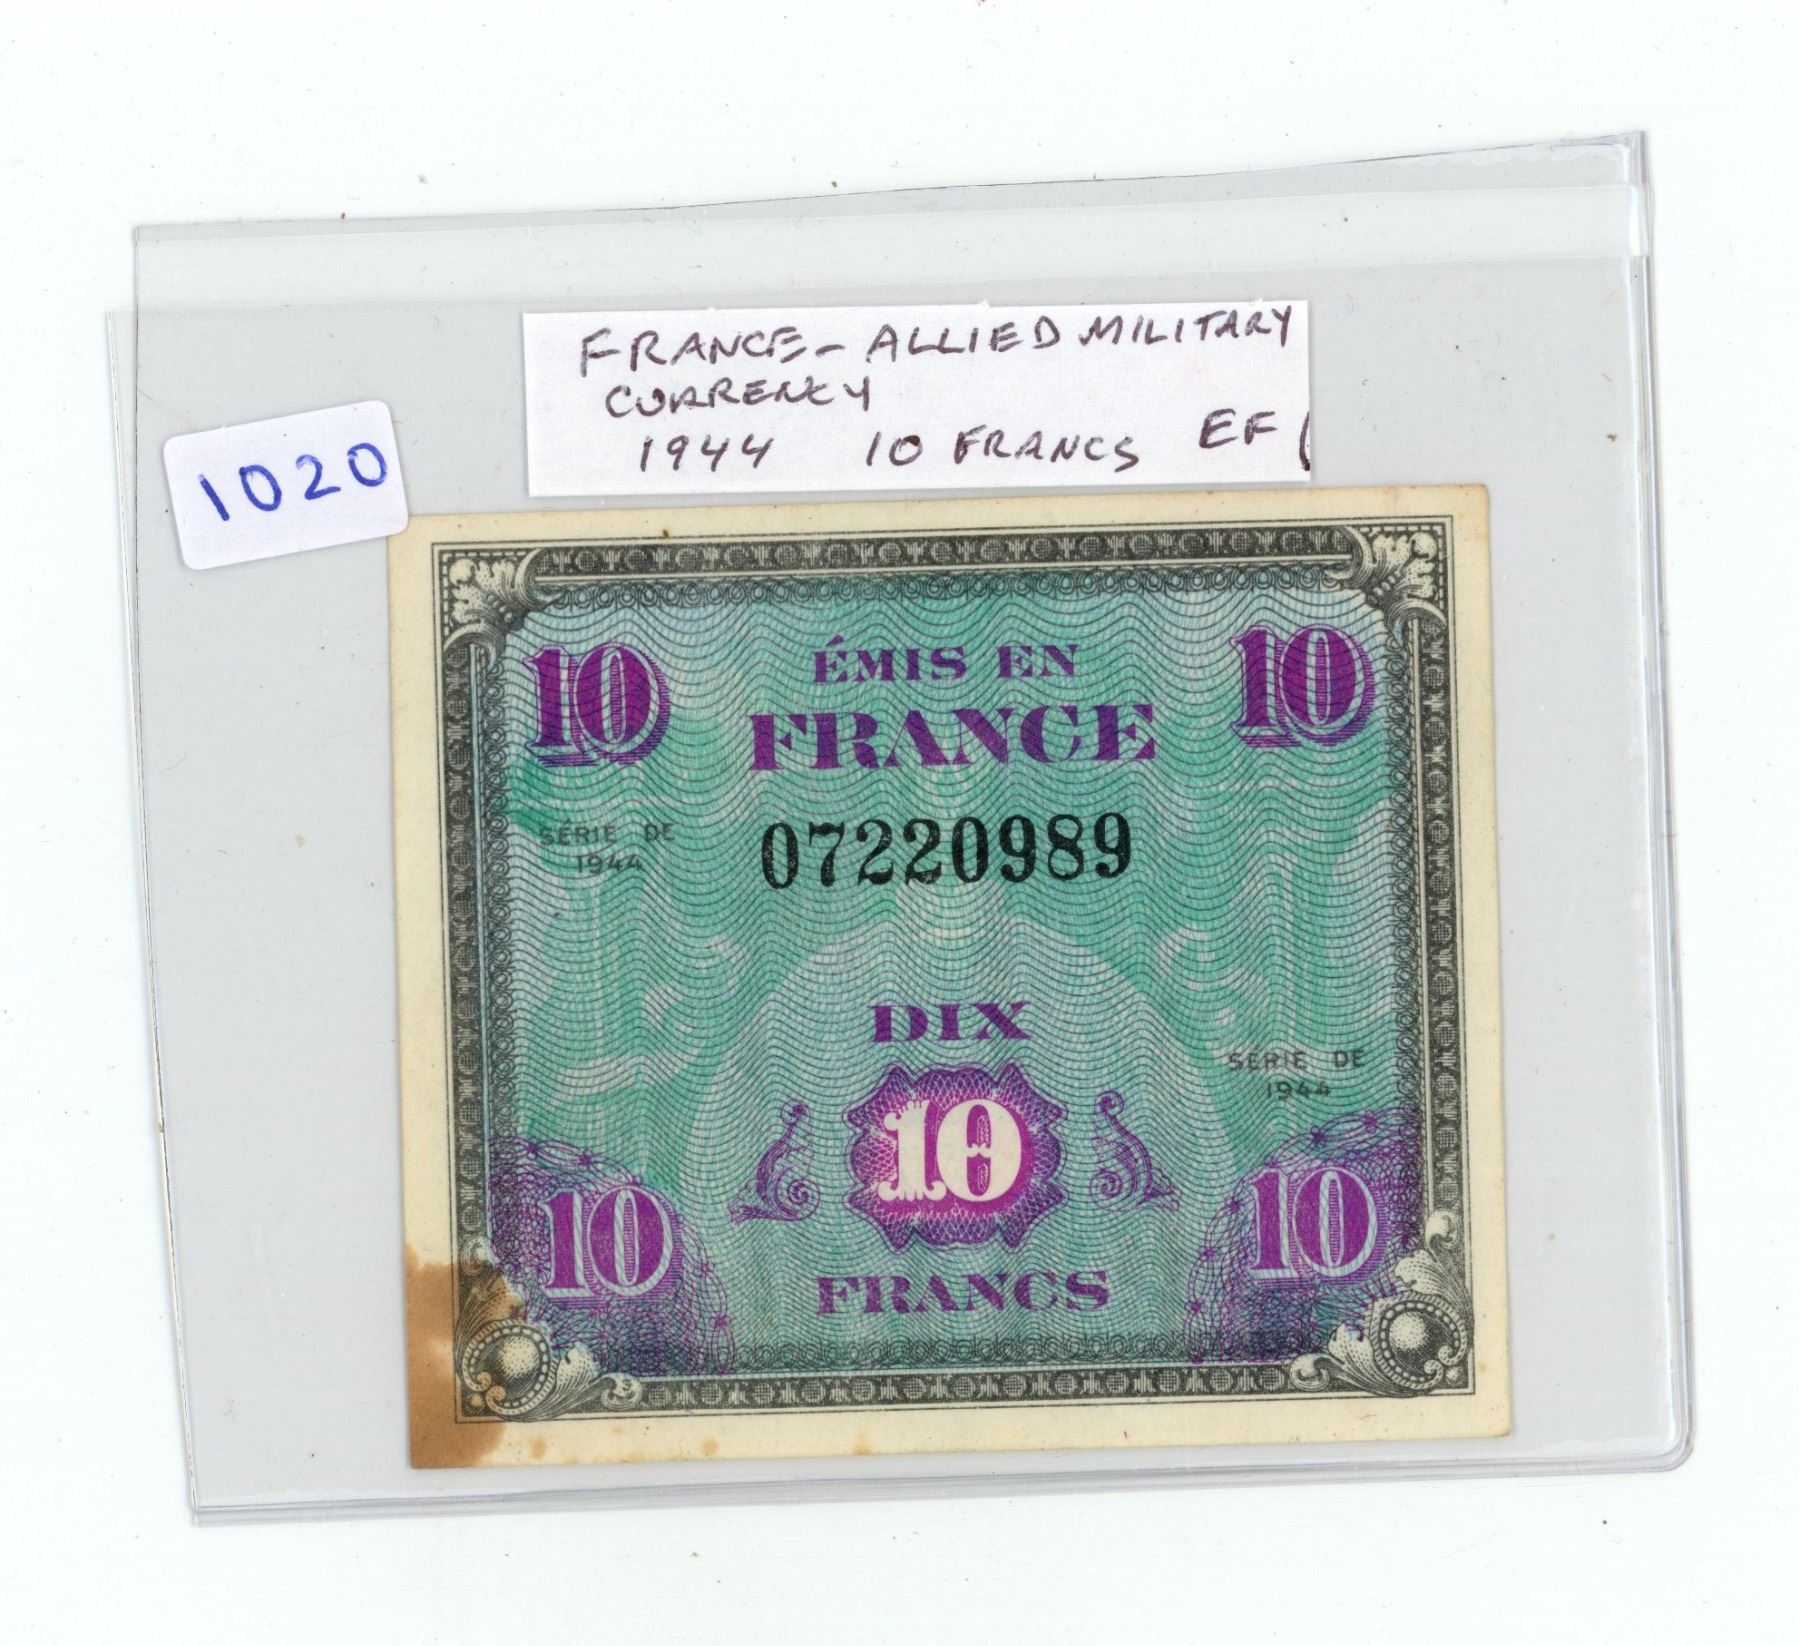 FRANCE - ALLIED MILITARY
CURRENCY
1944 10 FRANCS EF (
1020
10 ÉMIS EN 10
FRANCE
SÉRIE DE
1944
07220989
DIX
SÉRIE DE
1944
10
10 10
FRANCS